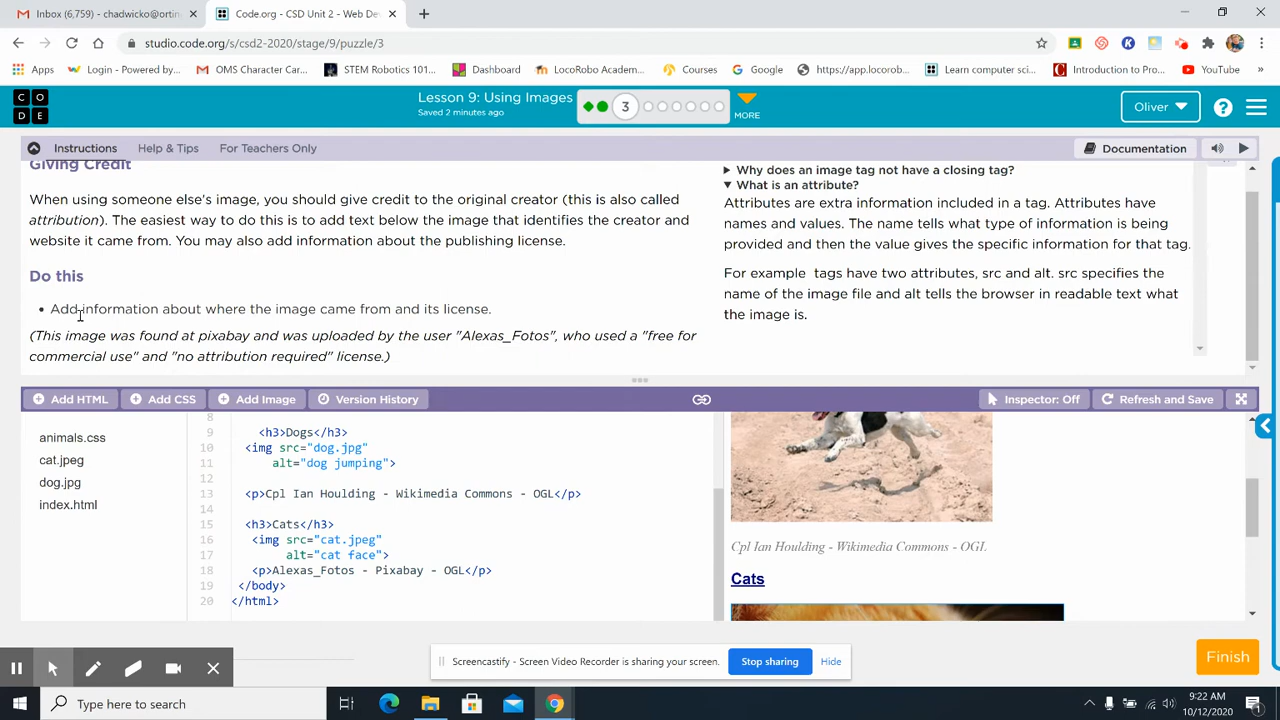 Inbox (6,759) - chadwicko@ortin
Code.org - CSD Unit 2 - Web De
studio.code.org/s/csd2-2020/stage/9/puzzle/3
Apps
Login - Powered by...
OMS Character Car...
STEM Robotics 101...
Dashboard
LocoRobo Academ...
Courses
Google
https://app.locorob...
Learn computer sci...
Introduction to Pro...
YouTube
C O
D E
Lesson 9: Using Images
Saved 2 minutes ago
3
MORE
Oliver
Instructions
Help & Tips
For Teachers Only
Documentation
Giving Credit
When using someone else's image, you should give credit to the original creator (this is also called
attribution). The easiest way to do this is to add text below the image that identifies the creator and
website it came from. You may also add information about the publishing license.
Do this
• Add information about where the image came from and its license.
(This image was found at pixabay and was uploaded by the user "Alexas_Fotos", who used a "free for
commercial use" and "no attribution required" license.)
Why does an image tag not have a closing tag?
What is an attribute?
Attributes are extra information included in a tag. Attributes have
names and values. The name tells what type of information is being
provided and then the value gives the specific information for that tag.
For example  tags have two attributes, src and alt. src specifies the
name of the image file and alt tells the browser in readable text what
the image is.
Add HTML
Add CSS
Add Image
Version History
Inspector: Off
Refresh and Save
animals.css
cat.jpeg
dog.jpg
index.html
8
9 <h3>Dogs</h3>
10 <img src="dog.jpg"
11 alt="dog jumping">
12
13 <p>Cpl Ian Houlding - Wikimedia Commons - OGL</p>
14
15 <h3>Cats</h3>
16 <img src="cat.jpeg"
17 alt="cat face">
18 <p>Alexas_Fotos - Pixabay - OGL</p>
19 </body>
20 </html>
Cpl Ian Houlding - Wikimedia Commons - OGL
Cats
Screencastify - Screen Video Recorder is sharing your screen.
Stop sharing
Hide
Finish
Type here to search
9:22 AM
10/12/2020
1